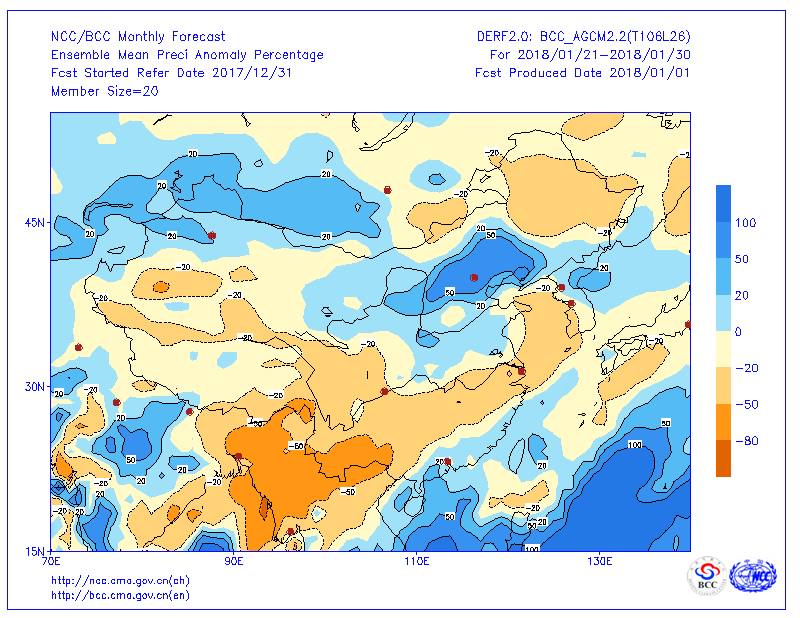 NCC/BCC Monthly Forecast
DERF2.0: BCC_AGCM2.2(T106L26)
Ensemble Mean Preci Anomaly Percentage
For 2018/01/21-2018/01/30
Fcst Started Refer Date 2017/12/31
Fcst Produced Date 2018/01/01
Member Size=20
45N
30N
15N
70E
90E
110E
130E
100
50
20
0
-20
-50
-80
http://ncc.cma.gov.cn(ch)
http://bcc.cma.gov.cn(en)
BCC
NCC